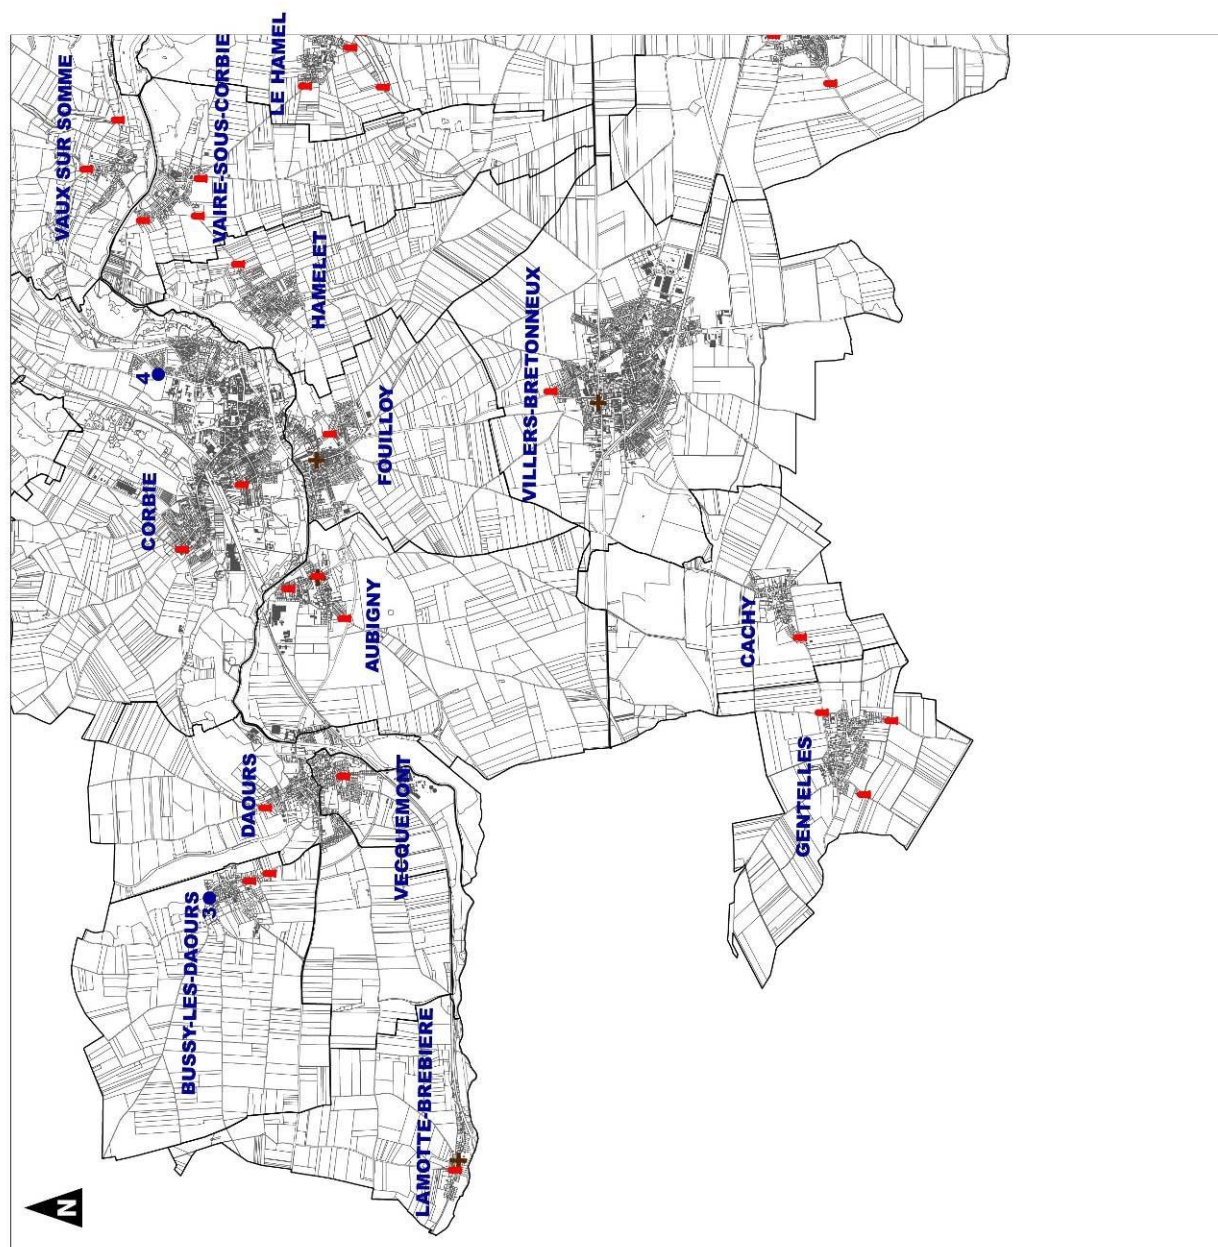 VAUX SUR SOMME
VAIRE-SOUS-CORBIE
LE HAMEL
HAMELET
4
CORBIE
FOUILLOY
VILLERS-BRETONNEUX
AUBIGNY
CACHY
DAOURS
VECQUEMONT
GENTELLES
BUSSY-LES-DAOURS
3
LAMOTTE-BREBIERE
N